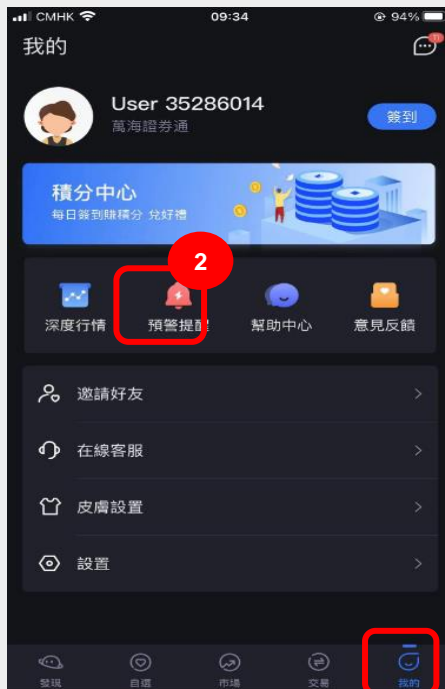 CMHK 09:34 94%
我的
71
User 35286014
萬海證券通
簽到
積分中心
每日簽到賺積分 兌好禮
2
深度行情 預警提醒 幫助中心 意見反饋
邀請好友
在線客服
皮膚設置
設置
發現 自選 市場 交易 我的